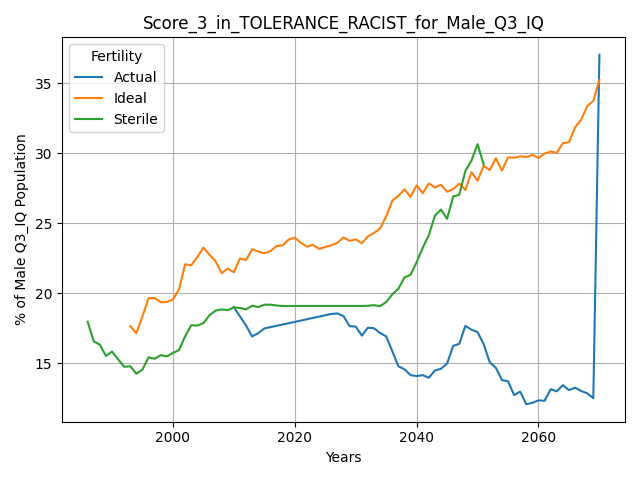 Score_3_in_TOLERANCE_RACIST_for_Male_Q3_IQ
Fertility
Actual
Ideal
Sterile
% of Male Q3_IQ Population
35
30
25
20
15
2000
2020
2040
2060
Years